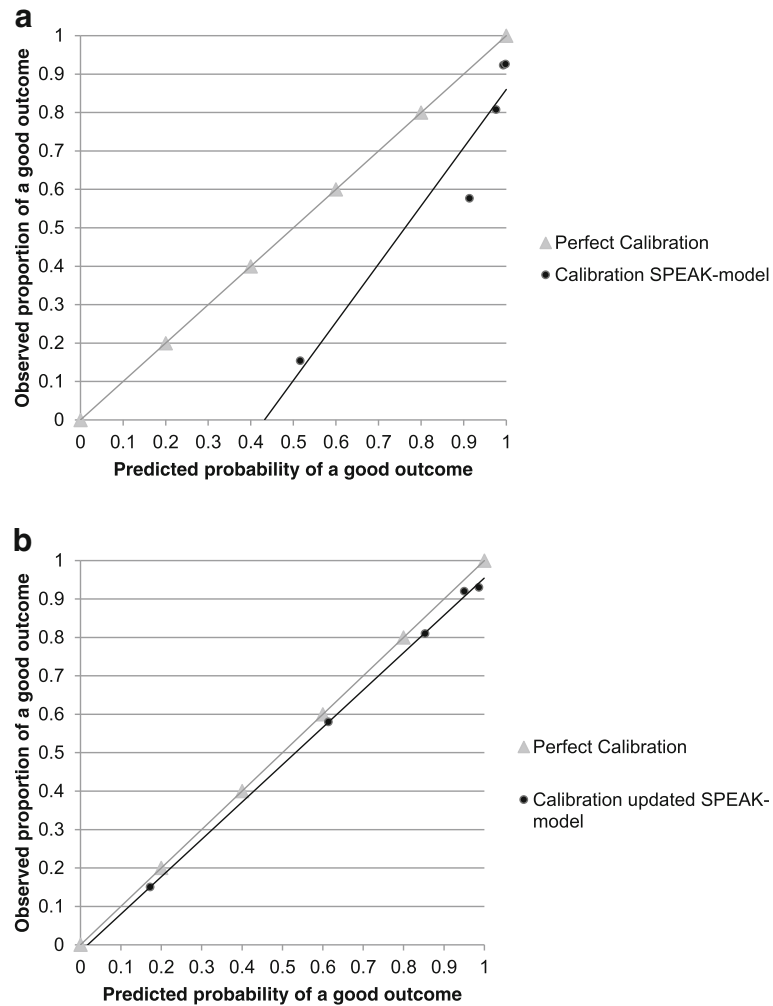 a
Observed proportion of a good outcome
1
0.9
0.8
0.7
0.6
0.5
0.4
0.3
0.2
0.1
0
0 0.1 0.2 0.3 0.4 0.5 0.6 0.7 0.8 0.9 1
Predicted probability of a good outcome
Perfect Calibration
Calibration SPEAK-model
b
Observed proportion of a good outcome
1
0.9
0.8
0.7
0.6
0.5
0.4
0.3
0.2
0.1
0
0 0.1 0.2 0.3 0.4 0.5 0.6 0.7 0.8 0.9 1
Predicted probability of a good outcome
Perfect Calibration
Calibration updated SPEAK-
model